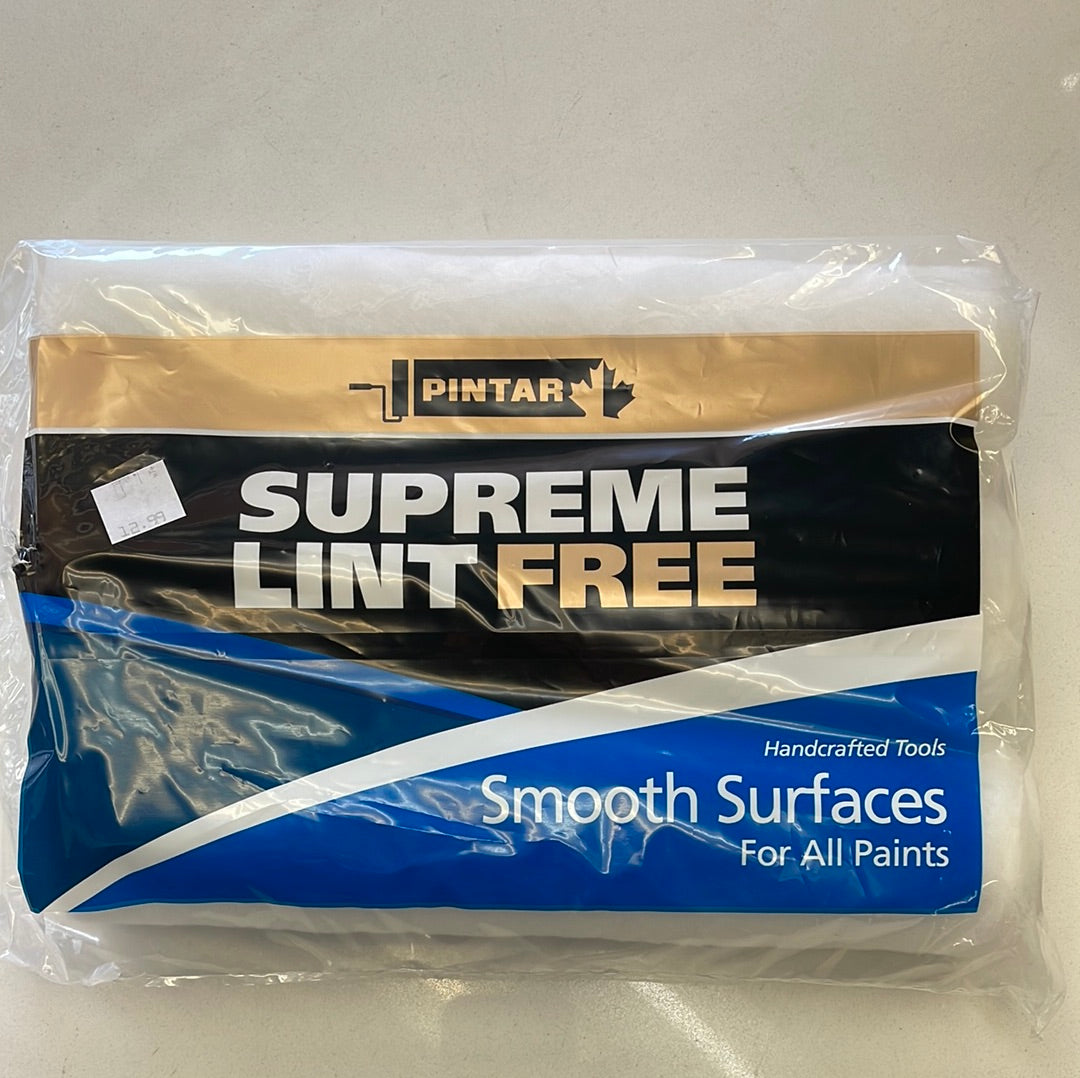 PINTAR
SUPREME
LINT FREE
12.99
Handcrafted Tools
Smooth Surfaces
For All Paints